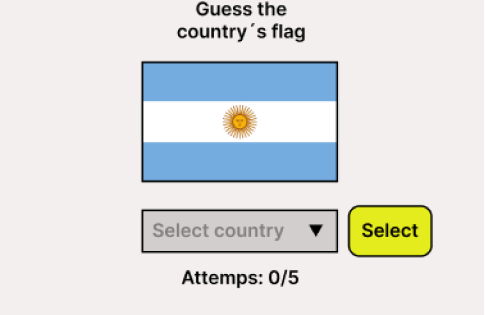 Guess the
country´s flag
Select country ▼
Select
Attemps: 0/5